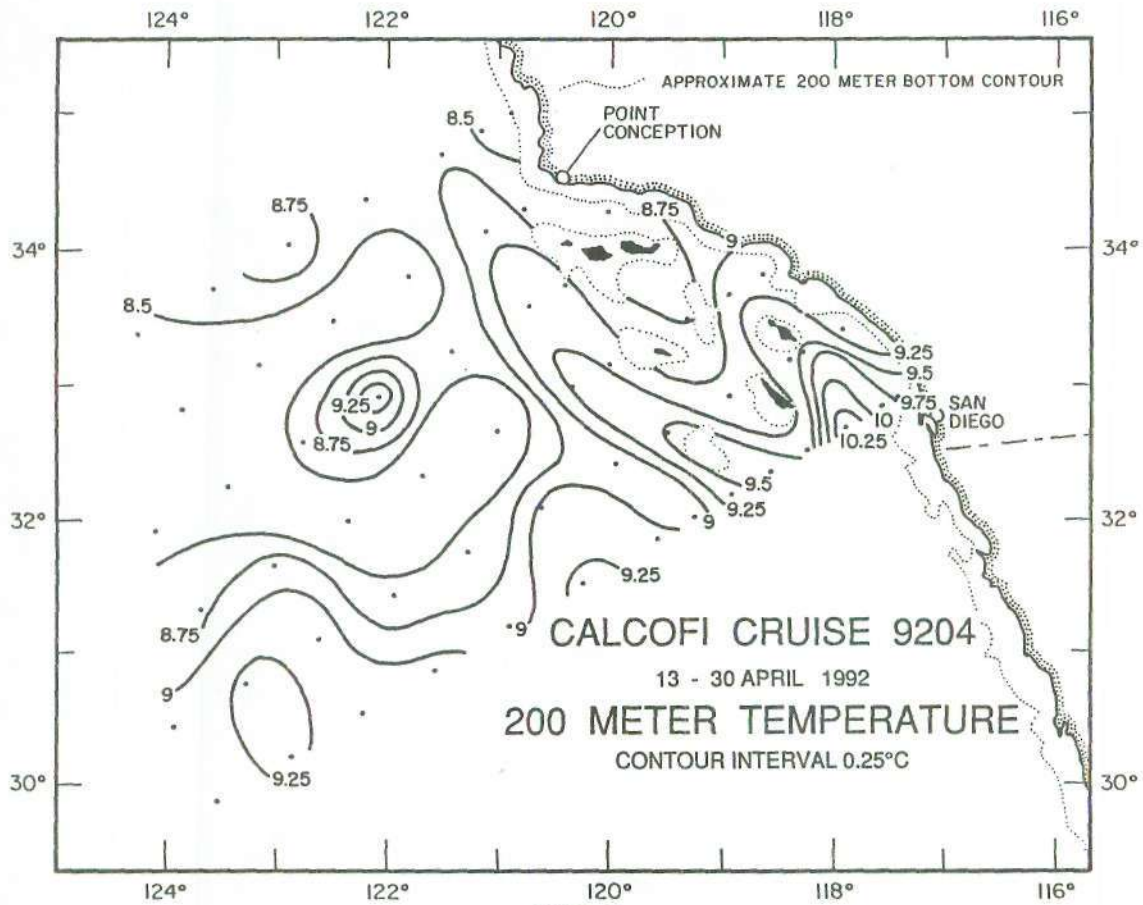 124° 122° 120° 118° 116°
APPROXIMATE 200 METER BOTTOM CONTOUR
POINT
CONCEPTION
8.5
8.75
8.75
34° 9 34°
8.5
9.25
9.5
9.25
9.75
SAN
DIEGO
9
10
8.75
10.25
9.5
9.25
32° 9 32°
9.25
8.75
9
CALCOFI CRUISE 9204
13 - 30 APRIL 1992
9
200 METER TEMPERATURE
CONTOUR INTERVAL 0.25°C
9.25
30° 30°
124° 122° 120° 118° 116°